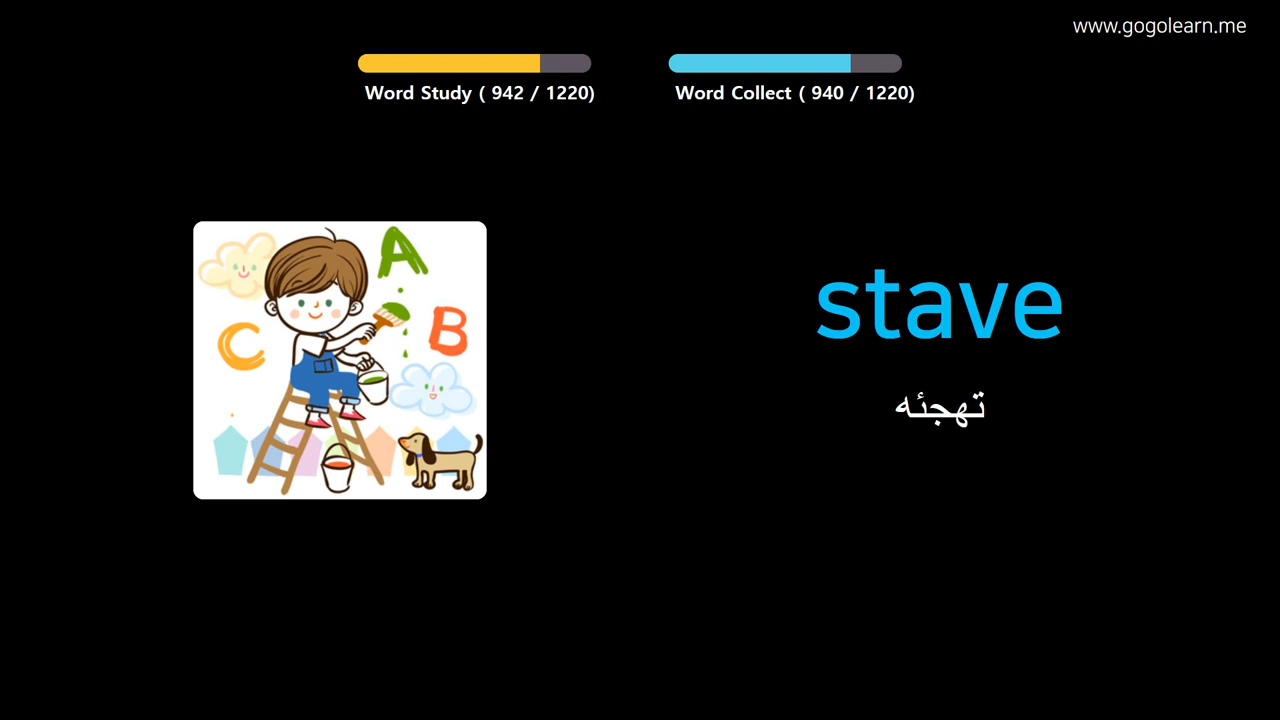 www.gogolearn.me
Word Study ( 942 / 1220)
Word Collect ( 940 / 1220)
A
B
C
stave
تهجئه